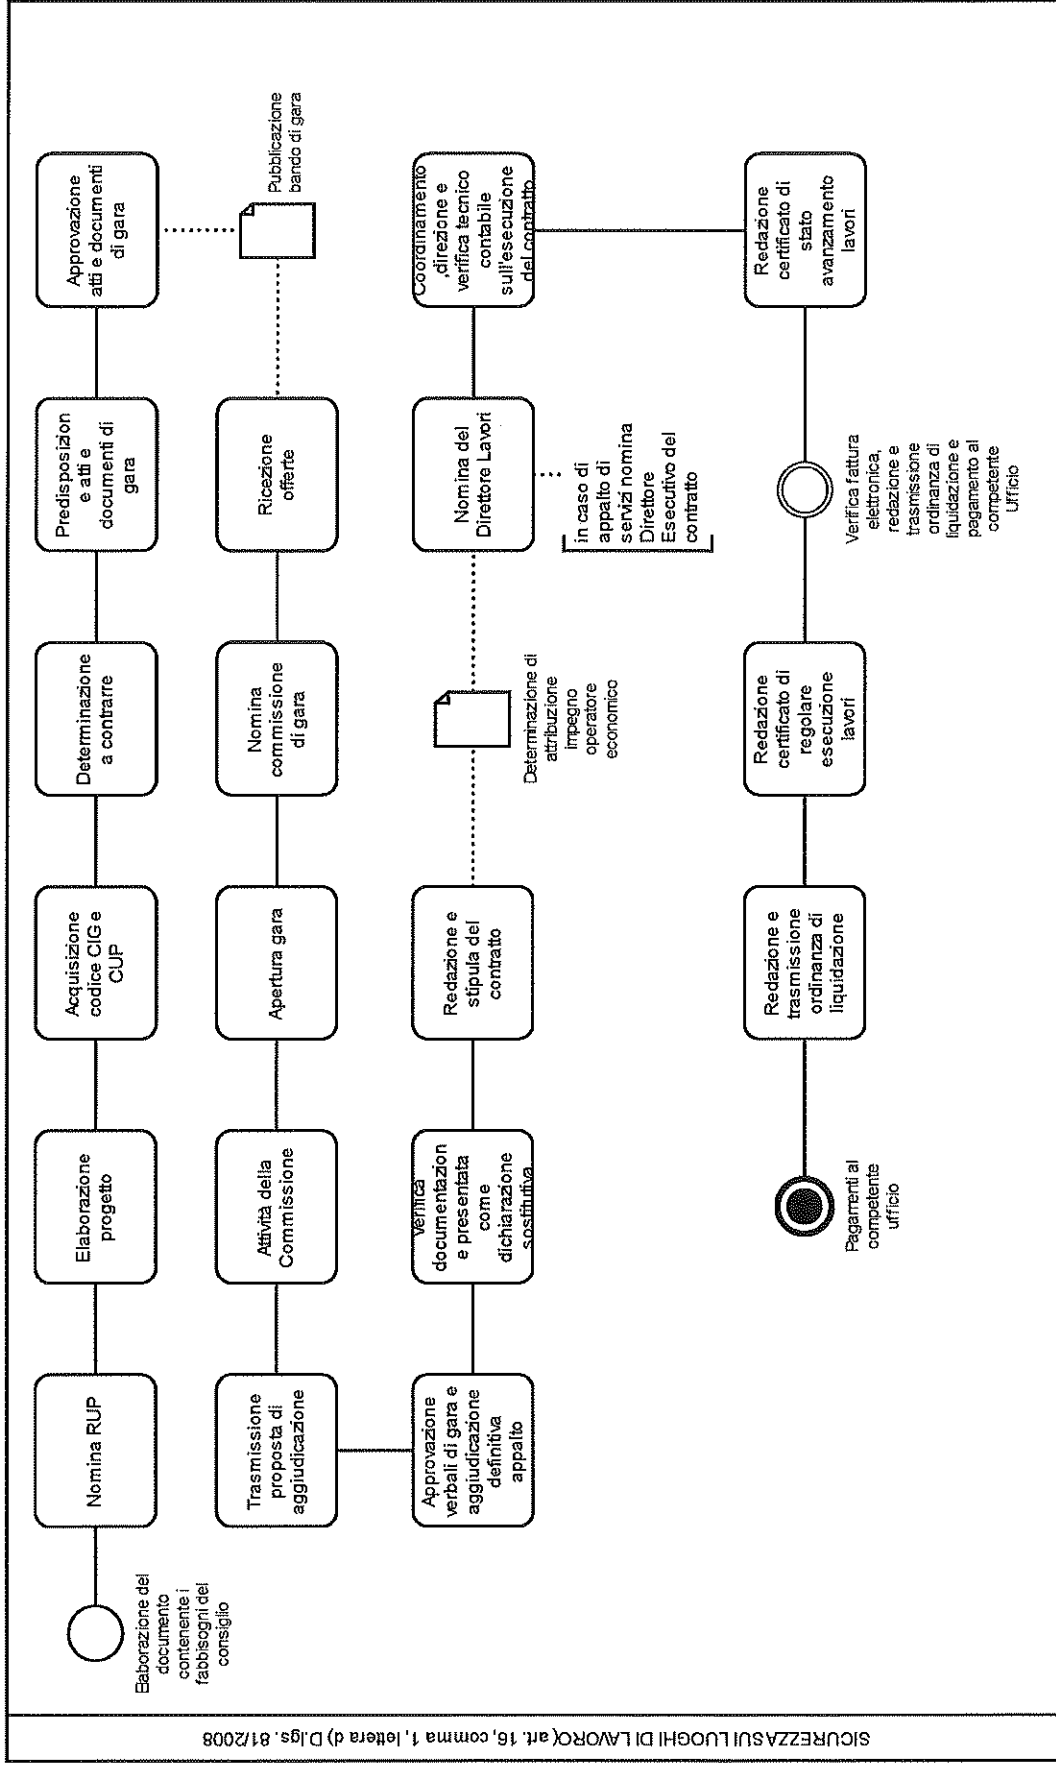 SICUREZZA SUI LUOGHI DI LAVORO( art. 16, comma 1, lettera d) D.lgs. 81/2008
Elaborazione del
documento
contenente i
fabbisogni del
consiglio
Nomina RUP
Elaborazione
progetto
Acquisizione
codice CIG e
CUP
Determinazione
a contrarre
Predisposizion
e atti e
documenti di
gara
Approvazione
atti e documenti
di gara
Pubblicazione
bando di gara
Ricezione
offerte
Nomina
commissione
di gara
Apertura gara
Attività della
Commissione
Trasmissione
proposta di
aggiudicazione
Approvazione
verbali di gara e
aggiudicazione
definitiva
appalto
Verifica
documentazion
e presentata
come
dichiarazione
sostitutiva
Redazione e
stipula del
contratto
Determinazione di
attribuzione
impegno
operatore
economico
Nomina del
Direttore Lavori
in caso di
appalto di
servizi nomina
Direttore
Esecutivo del
contratto
Coordinamento
,direzione e
verifica tecnico
contabile
sull'esecuzione
del contratto
Redazione
certificato di
stato
avanzamento
lavori
Verifica fattura
elettronica,
redazione e
trasmissione
ordinanza di
liquidazione e
pagamento al
competente
Ufficio
Redazione
certificato di
regolare
esecuzione
lavori
Redazione e
trasmissione
ordinanza di
liquidazione
Pagamenti al
competente
ufficio